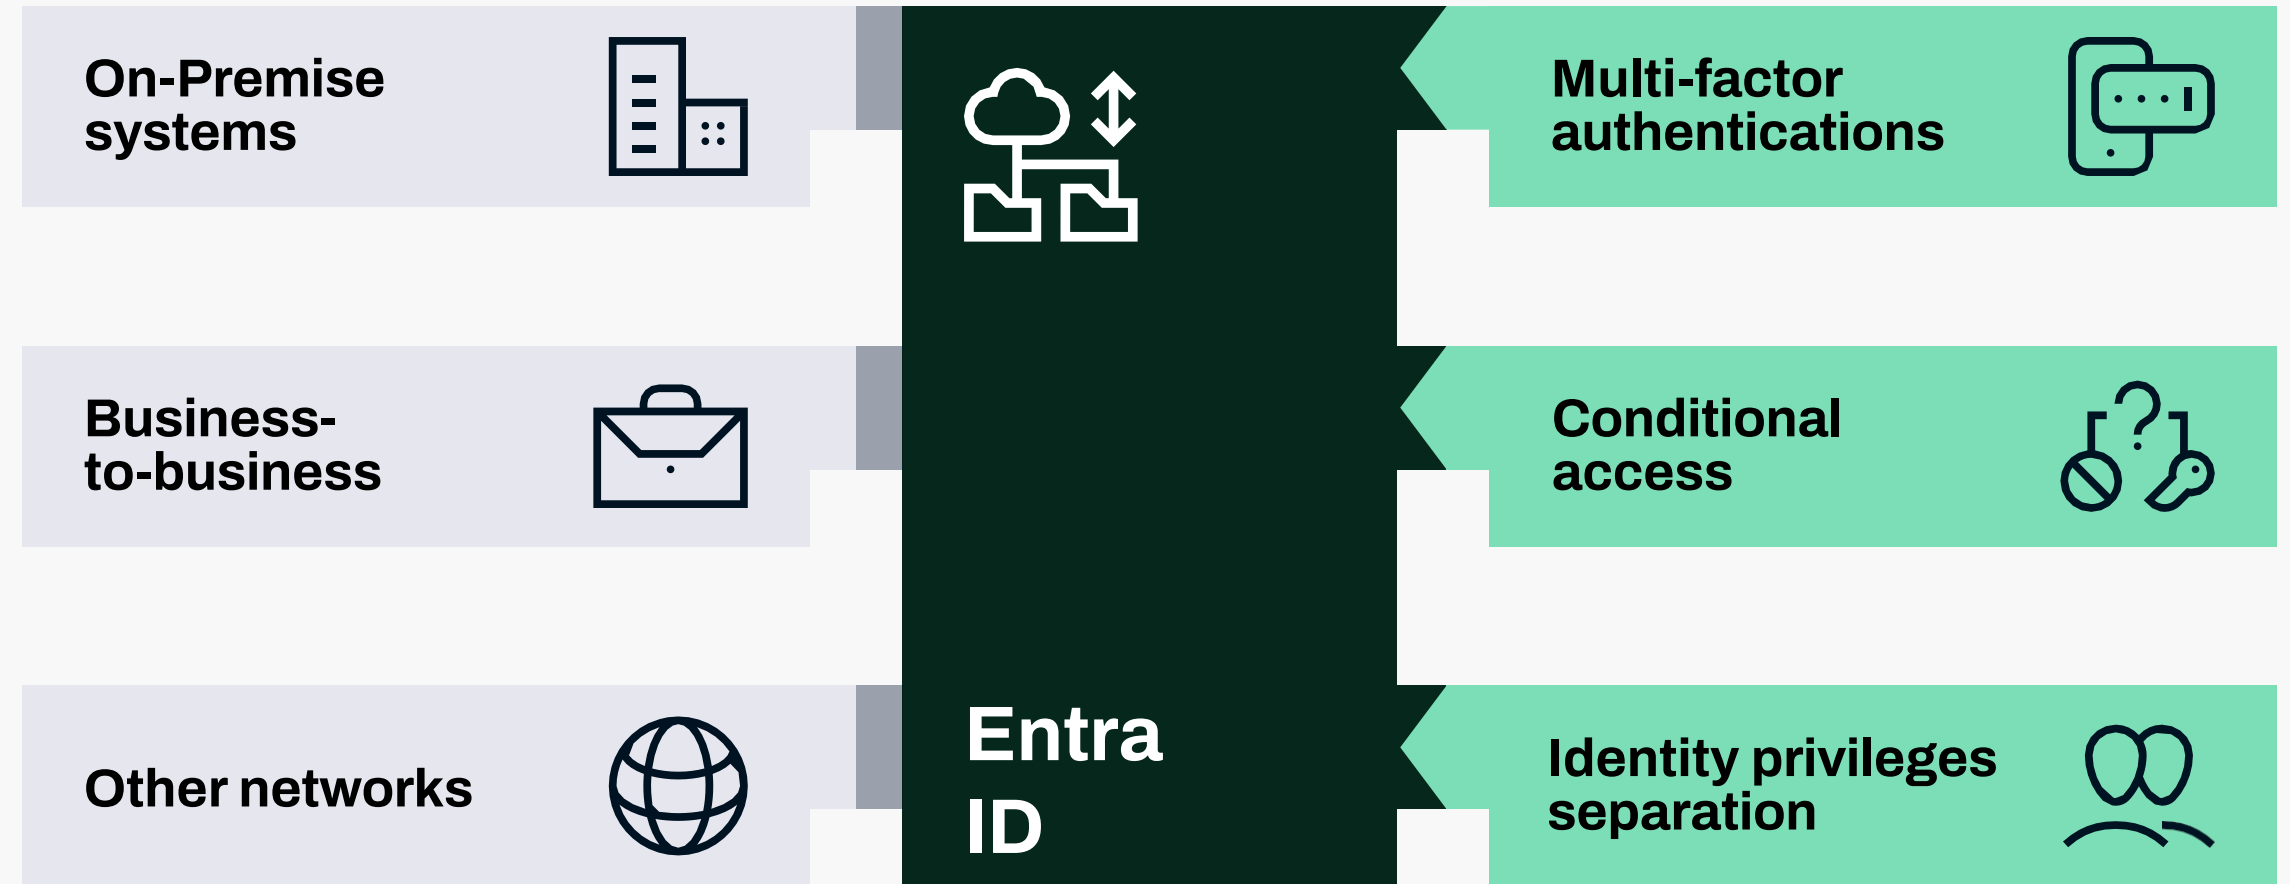 On-Premise
systems
Business-
to-business
Other networks
Entra
ID
Multi-factor
authentications
Conditional
access
Identity privileges
separation